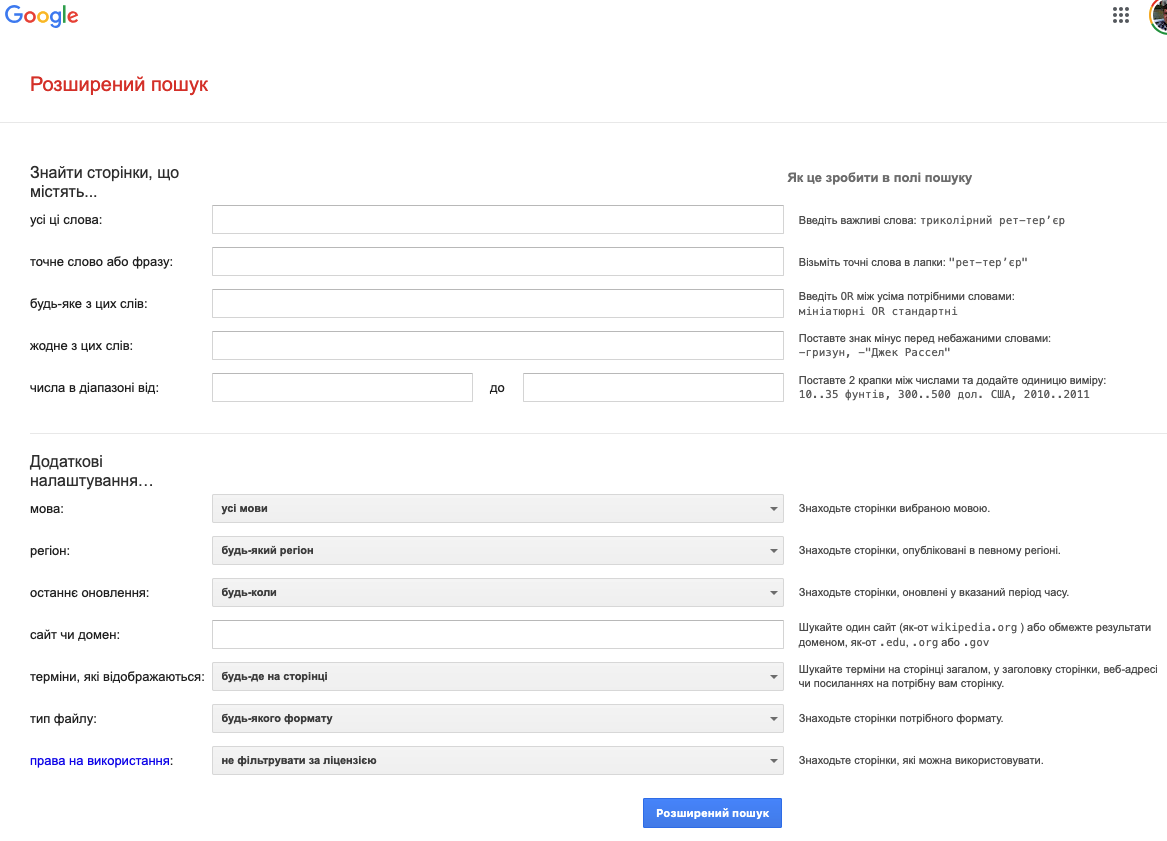 Google
Розширений пошук
Знайти сторінки, що
містять...
Як це зробити в полі пошуку
усі ці слова:
Введіть важливі слова: триколірний рет-тер’єр
точне слово або фразу:
Візьміть точні слова в лапки: "рет-тер’єр"
будь-яке з цих слів:
Введіть OR між усіма потрібними словами:
мініатюрні OR стандартні
жодне з цих слів:
Поставте знак мінус перед небажаними словами:
-гризун, -"Джек Рассел"
числа в діапазоні від:
до
Поставте 2 крапки між числами та додайте одиницю виміру:
10..35 фунтів, 300..500 дол. США, 2010..2011
Додаткові
налаштування…
мова:
усі мови
Знаходьте сторінки вибраною мовою.
регіон:
будь-який регіон
Знаходьте сторінки, опубліковані в певному регіоні.
останнє оновлення:
будь-коли
Знаходьте сторінки, оновлені у вказаний період часу.
сайт чи домен:
Шукайте один сайт (як-от wikipedia.org ) або обмежте результати
доменом, як-от .edu, .org або .gov
терміни, які відображаються:
будь-де на сторінці
Шукайте терміни на сторінці загалом, у заголовку сторінки, веб-адресі
чи посиланнях на потрібну вам сторінку.
тип файлу:
будь-якого формату
Знаходьте сторінки потрібного формату.
права на використання:
не фільтрувати за ліцензією
Знаходьте сторінки, які можна використовувати.
Розширений пошук